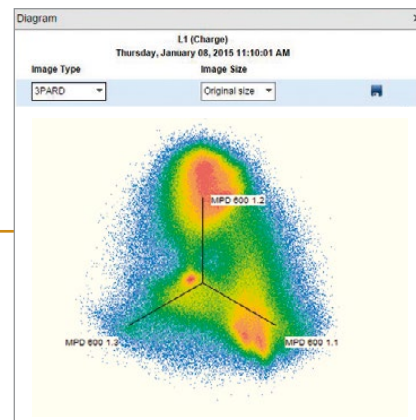 Diagram
L1 (Charge)
Thursday, January 08, 2015 11:10:01 AM
Image Type Image Size
3PARD Original size
MPD 600 1.2
MPD 600 1.3 MPD 600 1.1